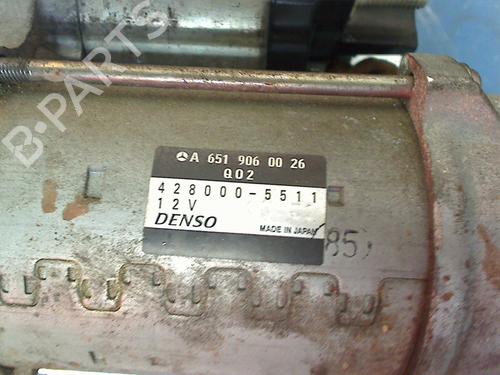 B-PARTS
A 651 906 00 26
Q02
428000-5511
12V
DENSO
MADE IN JAPAN
85)